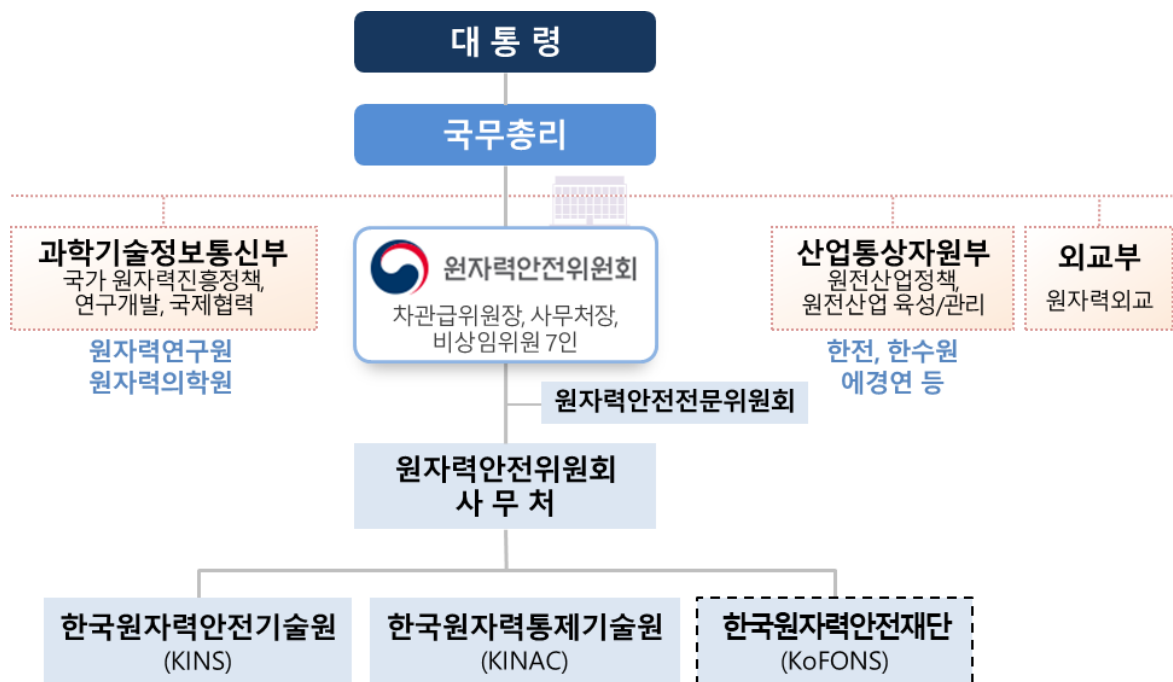 대 통 령
국무총리
과학기술정보통신부
국가 원자력진흥정책,
연구개발, 국제협력
원자력연구원
원자력의학원
원자력안전위원회
차관급위원장, 사무처장,
비상임위원 7인
산업통상자원부
원전산업정책,
원전산업 육성/관리
한전, 한수원
에경연 등
외교부
원자력외교
원자력안전전문위원회
원자력안전위원회
사 무 처
한국원자력안전기술원
(KINS)
한국원자력통제기술원
(KINAC)
한국원자력안전재단
(KoFONS)